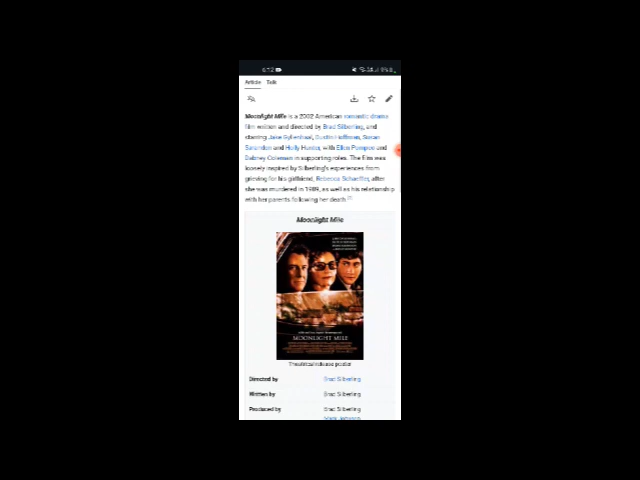 6:12
Article Talk
Moonlight Mile is a 2002 American romantic drama
film written and directed by Brad Silberling, and
starring Jake Gyllenhaal, Dustin Hoffman, Susan
Sarandon and Holly Hunter, with Ellen Pompeo and
Dabney Coleman in supporting roles. The film was
loosely inspired by Silberling's experiences from
grieving for his girlfriend, Rebecca Schaeffer, after
she was murdered in 1989, as well as his relationship
with her parents following her death.
Moonlight Mile
MOONLIGHT MILE
Theatrical release poster
Directed by Brad Silberling
Written by Brad Silberling
Produced by Brad Silberling
Mark Johnson